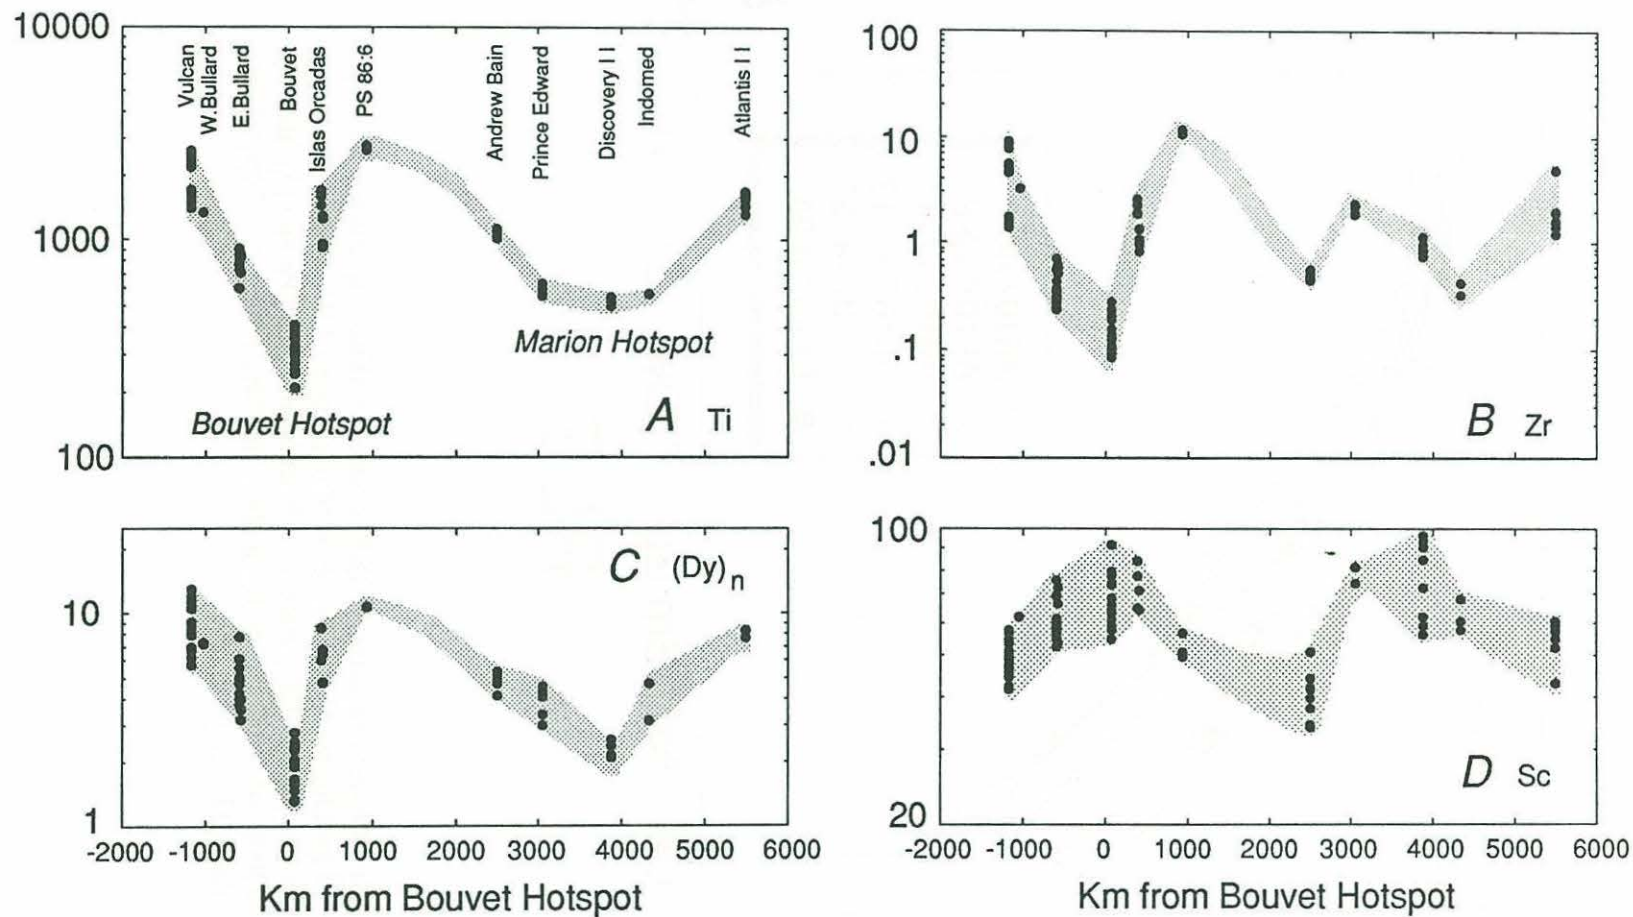 10000
1000
100
Vulcan
W.Bullard
E.Bullard
Bouvet
Islas Orcadas
PS 86:6
Andrew Bain
Prince Edward
Discovery I I
Indomed
Atlantis I I
Marion Hotspot
Bouvet Hotspot
A Ti
100
10
1
.1
.01
B Zr
10
1
C (Dy)n
-2000 -1000 0 1000 2000 3000 4000 5000 6000
Km from Bouvet Hotspot
100
20
D Sc
-2000 -1000 0 1000 2000 3000 4000 5000 6000
Km from Bouvet Hotspot